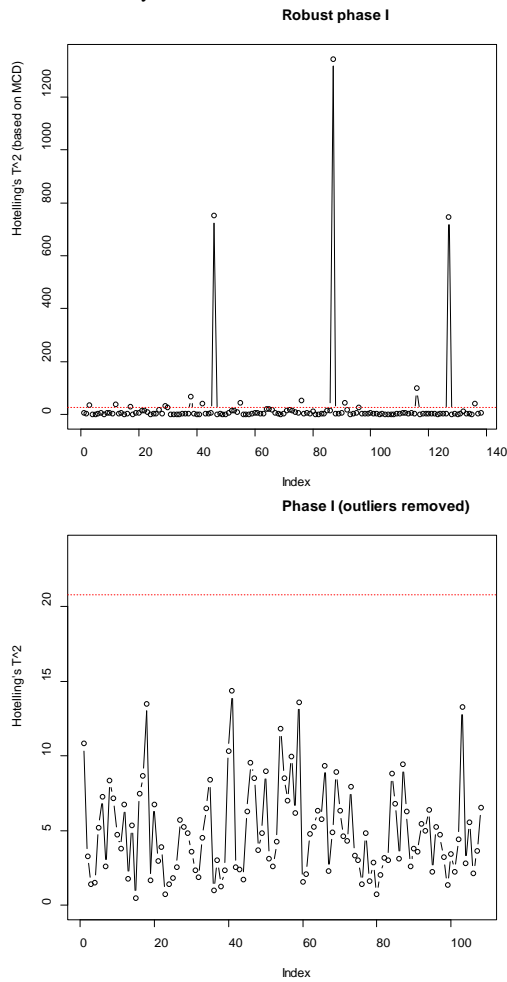 Robust phase I
Hotelling's T^2 (based on MCD)
1200
1000
800
600
400
200
0
0 20 40 60 80 100 120 140
Index
Phase I (outliers removed)
Hotelling's T^2
20
15
10
5
0
0 20 40 60 80 100
Index